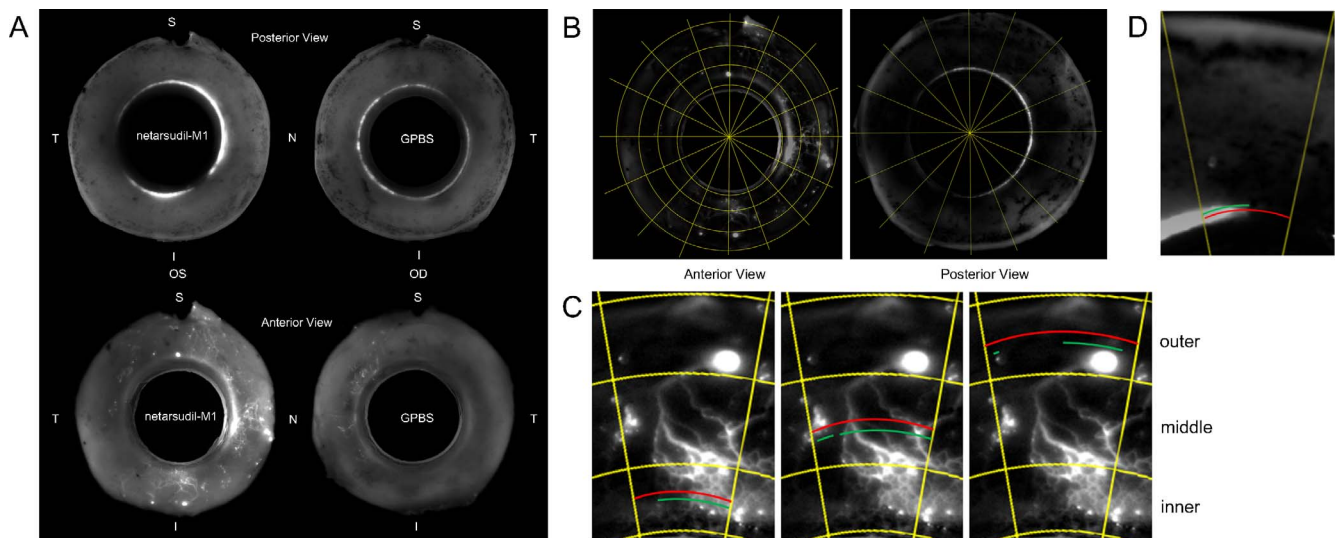 A
S
S
Posterior View
T
netarsudil-M1
N
GPBS
T
I
I
OS
OD
S
S
Anterior View
T
netarsudil-M1
N
GPBS
T
I
I
B
Anterior View
Posterior View
C
outer
middle
inner
D